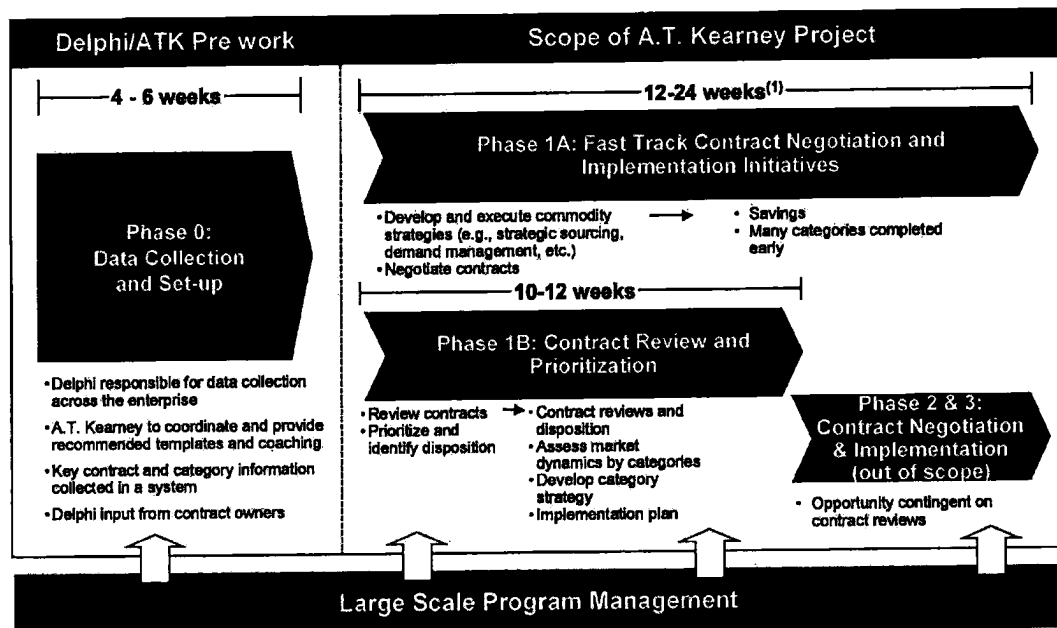 Delphi/ATK Pre work
Scope of A.T. Kearney Project
4 - 6 weeks
12-24 weeks(1)
Phase 0:
Data Collection
and Set-up
Phase 1A: Fast Track Contract Negotiation and
Implementation Initiatives
•Develop and execute commodity
strategies (e.g., strategic sourcing,
demand management, etc.)
•Negotiate contracts
• Savings
• Many categories completed
early
10-12 weeks
Phase 1B: Contract Review and
Prioritization
•Delphi responsible for data collection
across the enterprise
•A.T. Kearney to coordinate and provide
recommended templates and coaching
•Key contract and category information
collected in a system
•Delphi input from contract owners
•Review contracts
•Prioritize and
identify disposition
•Contract reviews and
disposition
•Assess market
dynamics by categories
•Develop category
strategy
•Implementation plan
Phase 2 & 3:
Contract Negotiation
& Implementation
(out of scope)
• Opportunity contingent on
contract reviews
Large Scale Program Management